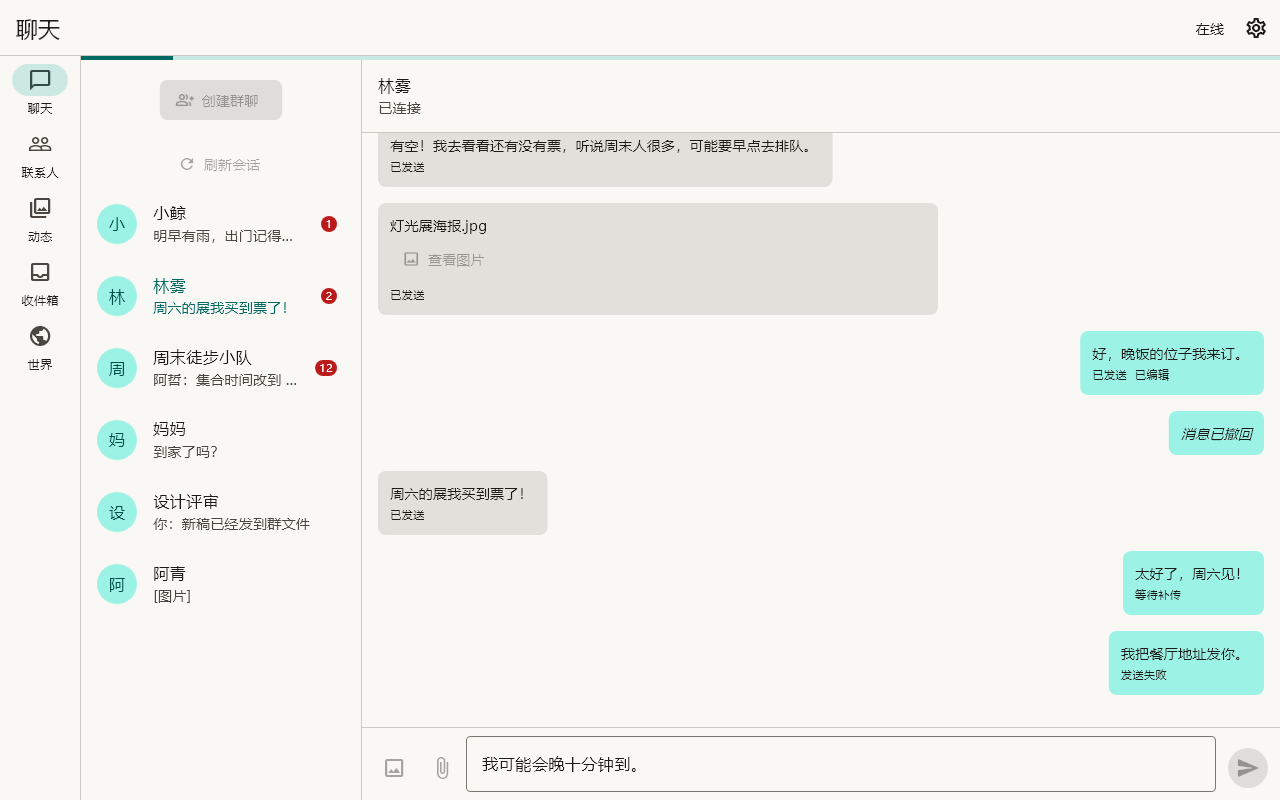 聊天
在线
聊天
联系人
动态
收件箱
世界
创建群聊
刷新会话
小
小鲸
明早有雨，出门记得...
1
林
林雾
周六的展我买到票了！
2
周
周末徒步小队
阿哲：集合时间改到 ...
12
妈
妈妈
到家了吗？
设
设计评审
你：新稿已经发到群文件
阿
阿青
[图片]
林雾
已连接
有空！我去看看还有没有票，听说周末人很多，可能要早点去排队。
已发送
灯光展海报.jpg
查看图片
已发送
好，晚饭的位子我来订。
已发送 已编辑
消息已撤回
周六的展我买到票了！
已发送
太好了，周六见！
等待补传
我把餐厅地址发你。
发送失败
我可能会晚十分钟到。